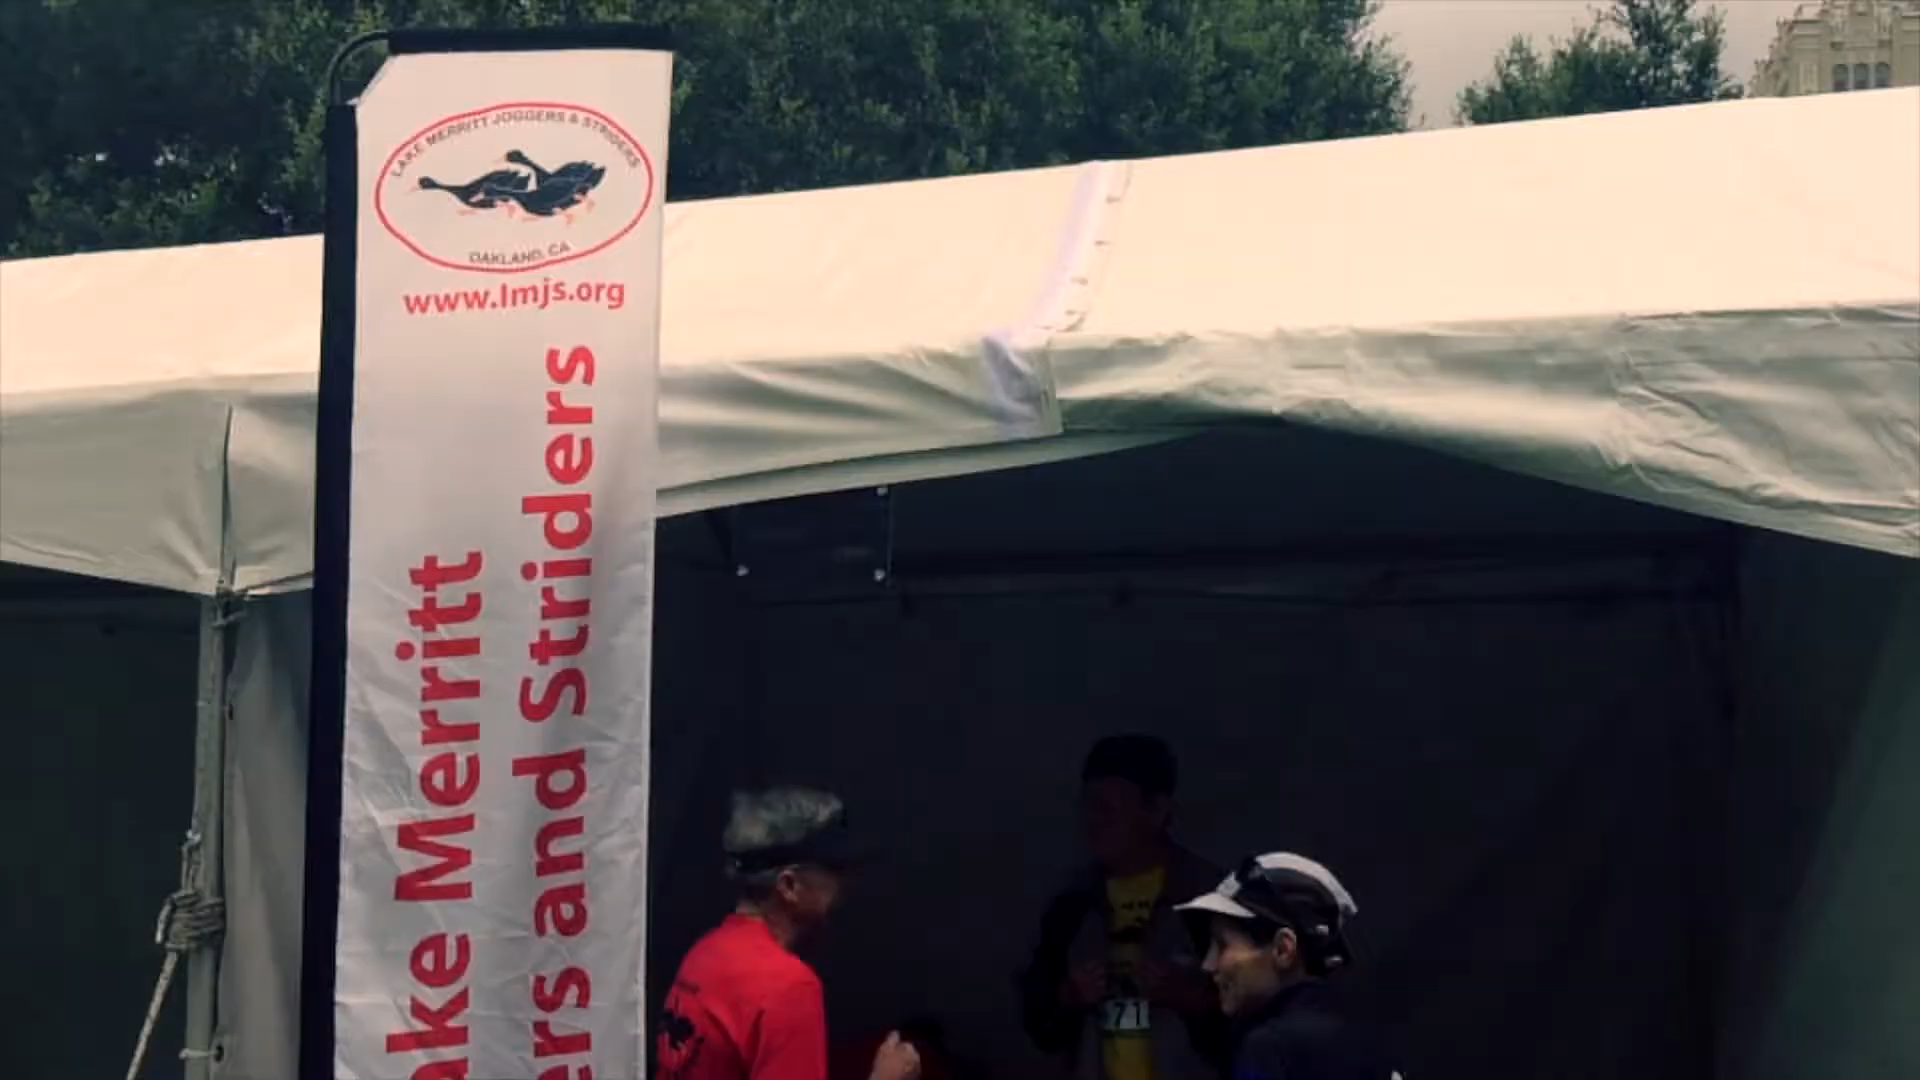 LAKE MERRITT JOGGERS & STRIDERS
OAKLAND, CA
www.lmjs.org
ake Merritt
ers and Striders
71